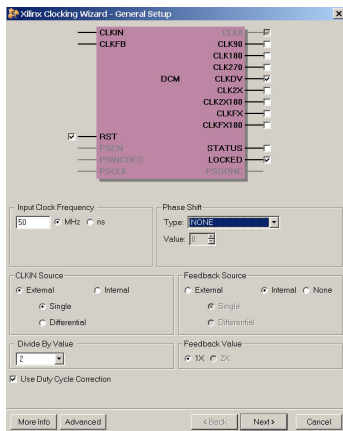 Xilinx Clocking Wizard - General Setup
CLKIN CLK0
CLKFB CLK90
CLK180
CLK270
DCM CLKDV
CLK2X
CLK2X180
CLKFX
CLKFX180
RST
PSEN STATUS
PSINCDEC LOCKED
PSCLK PSDONE
Input Clock Frequency
50 MHz ns
Phase Shift
Type: NONE
Value: 0
CLKIN Source
External Internal
Single
Differential
Feedback Source
External Internal None
Single
Differential
Divide By Value
2
Feedback Value
1X 2X
Use Duty Cycle Correction
More Info Advanced < Back Next > Cancel